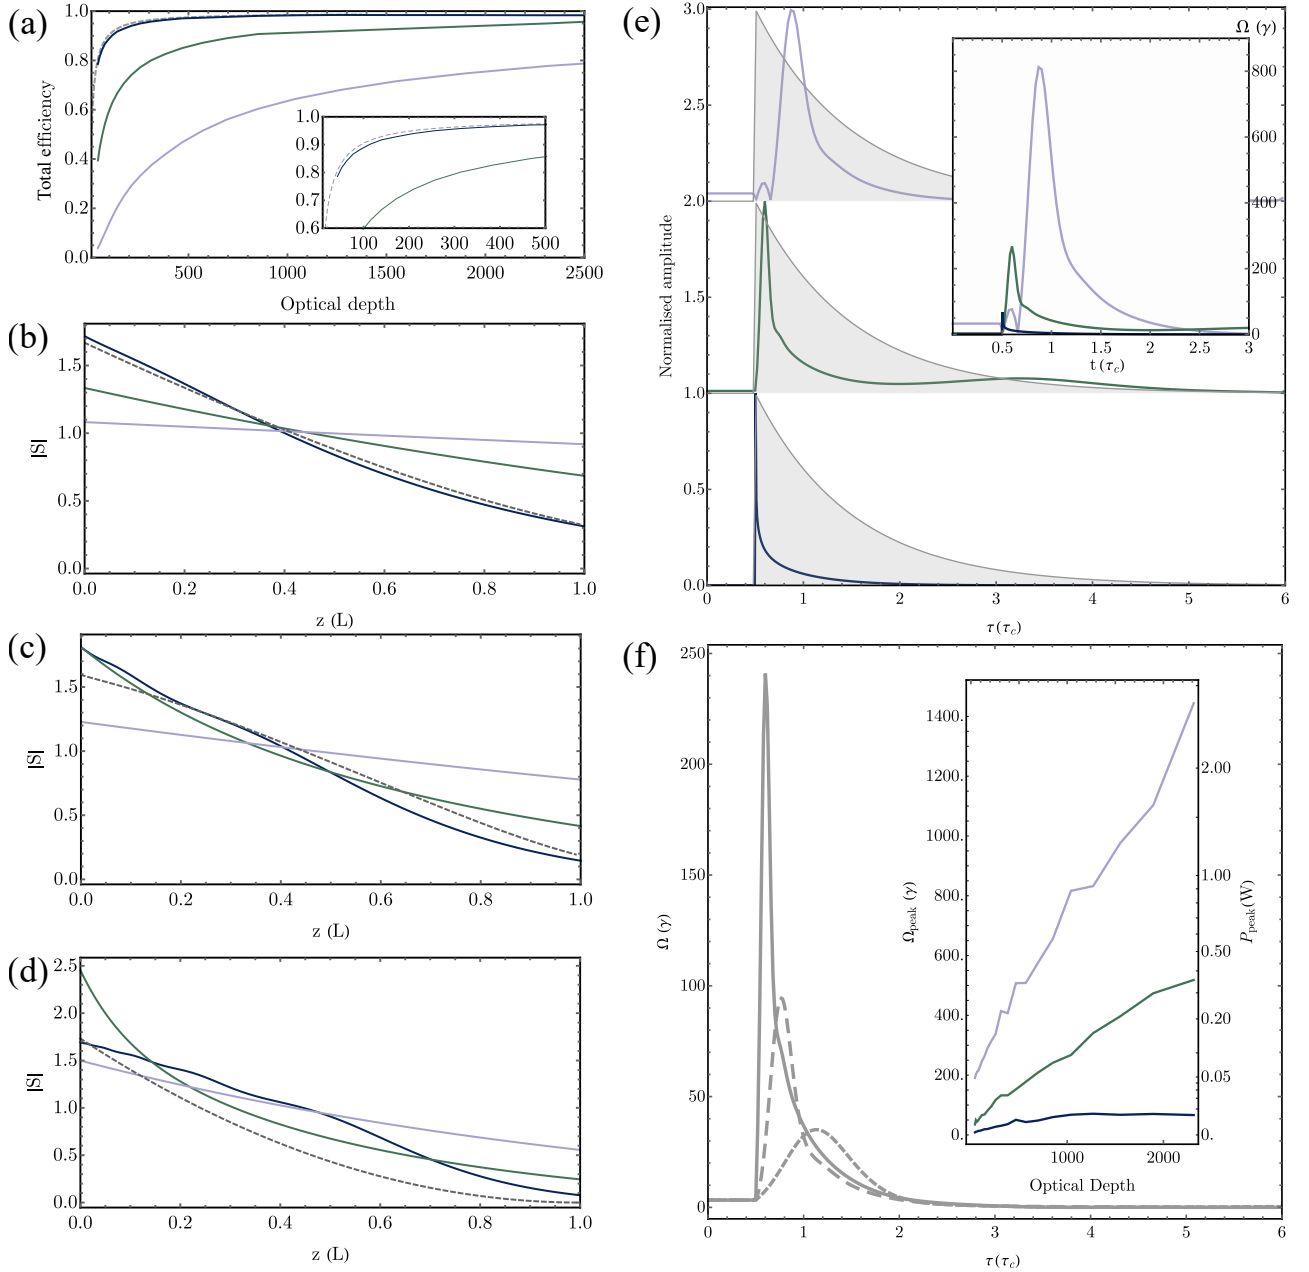 (a)
1.0
0.8
0.6
0.4
0.2
0.0
Total efficiency
500 1000 1500 2000 2500
Optical depth
1.0
0.9
0.8
0.7
0.6
100 200 300 400 500
(b)
1.5
1.0
0.5
0.0
|S|
0.0 0.2 0.4 0.6 0.8 1.0
z (L)
(c)
1.5
1.0
0.5
0.0
|S|
0.0 0.2 0.4 0.6 0.8 1.0
z (L)
(d)
2.5
2.0
1.5
1.0
0.5
0.0
|S|
0.0 0.2 0.4 0.6 0.8 1.0
z (L)
(e)
3.0
2.5
2.0
1.5
1.0
0.5
0.0
Normalised amplitude
0 1 2 3 4 5 6
τ(τ_c)
Ω (γ)
800
600
400
200
0
0.5 1 1.5 2 2.5 3
t(τ_c)
(f)
250
200
150
100
50
0
Ω (γ)
0 1 2 3 4 5 6
τ(τ_c)
1400.
1200.
1000.
800.
600.
400.
200.
0.
Ω_peak (γ)
2.00
1.00
0.50
0.20
0.05
0.
P_peak(W)
1000 2000
Optical Depth